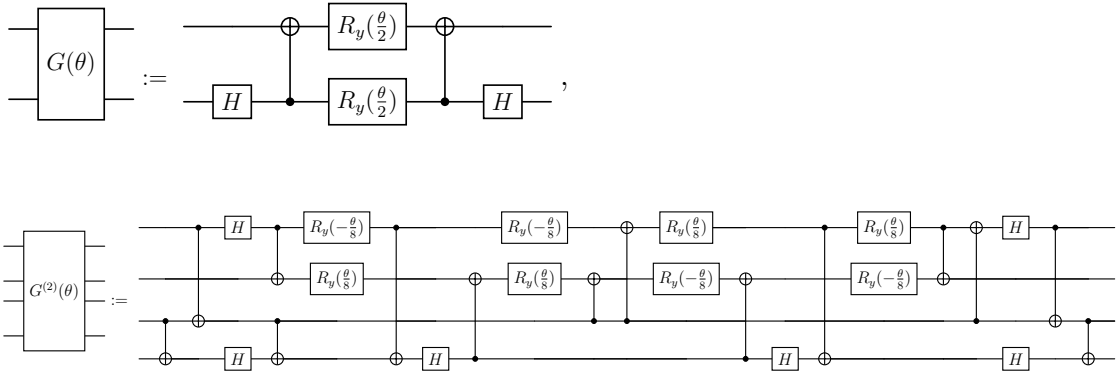 G(θ) := H R_y(θ/2) R_y(θ/2) H ,
G^{(2)}(θ) :=
H R_y(-θ/8) R_y(-θ/8) R_y(θ/8) R_y(θ/8) H
R_y(θ/8) R_y(θ/8) R_y(-θ/8) R_y(-θ/8)
H H H H